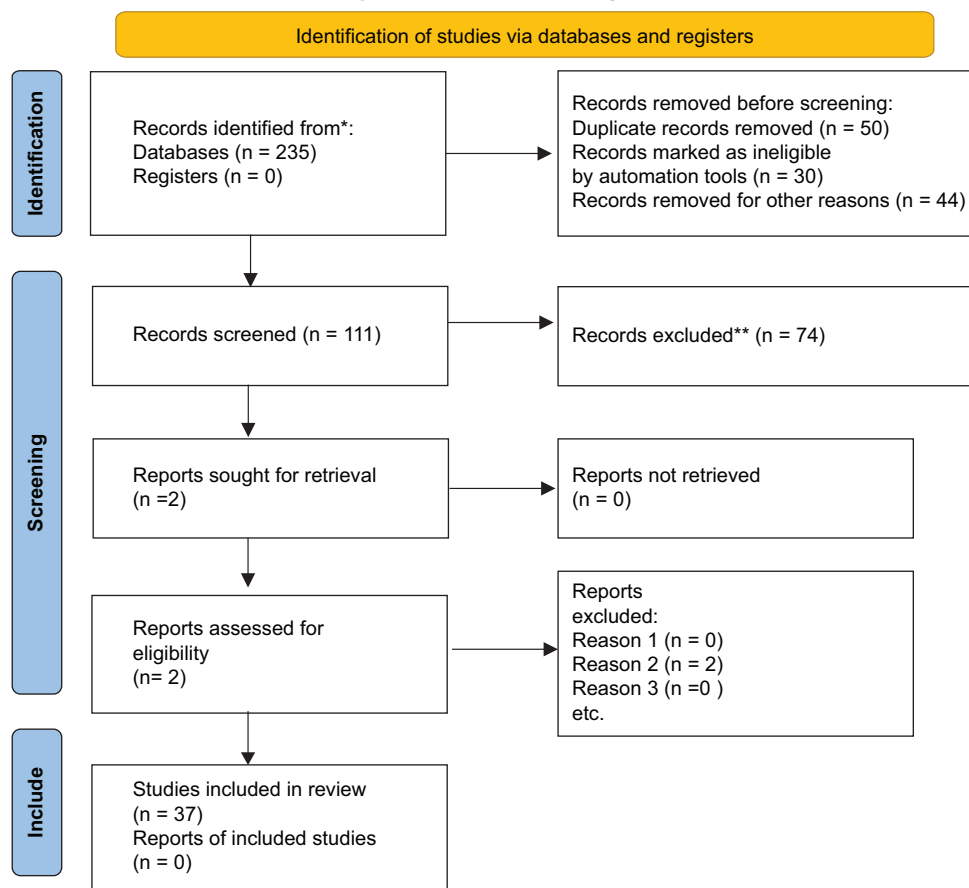 Identification of studies via databases and registers
Identification
Records identified from*:
Databases (n = 235)
Registers (n = 0)
Records removed before screening:
Duplicate records removed (n = 50)
Records marked as ineligible
by automation tools (n = 30)
Records removed for other reasons (n = 44)
Screening
Records screened (n = 111)
Records excluded** (n = 74)
Reports sought for retrieval
(n =2)
Reports not retrieved
(n = 0)
Reports assessed for
eligibility
(n= 2)
Reports
excluded:
Reason 1 (n = 0)
Reason 2 (n = 2)
Reason 3 (n =0 )
etc.
Include
Studies included in review
(n = 37)
Reports of included studies
(n = 0)